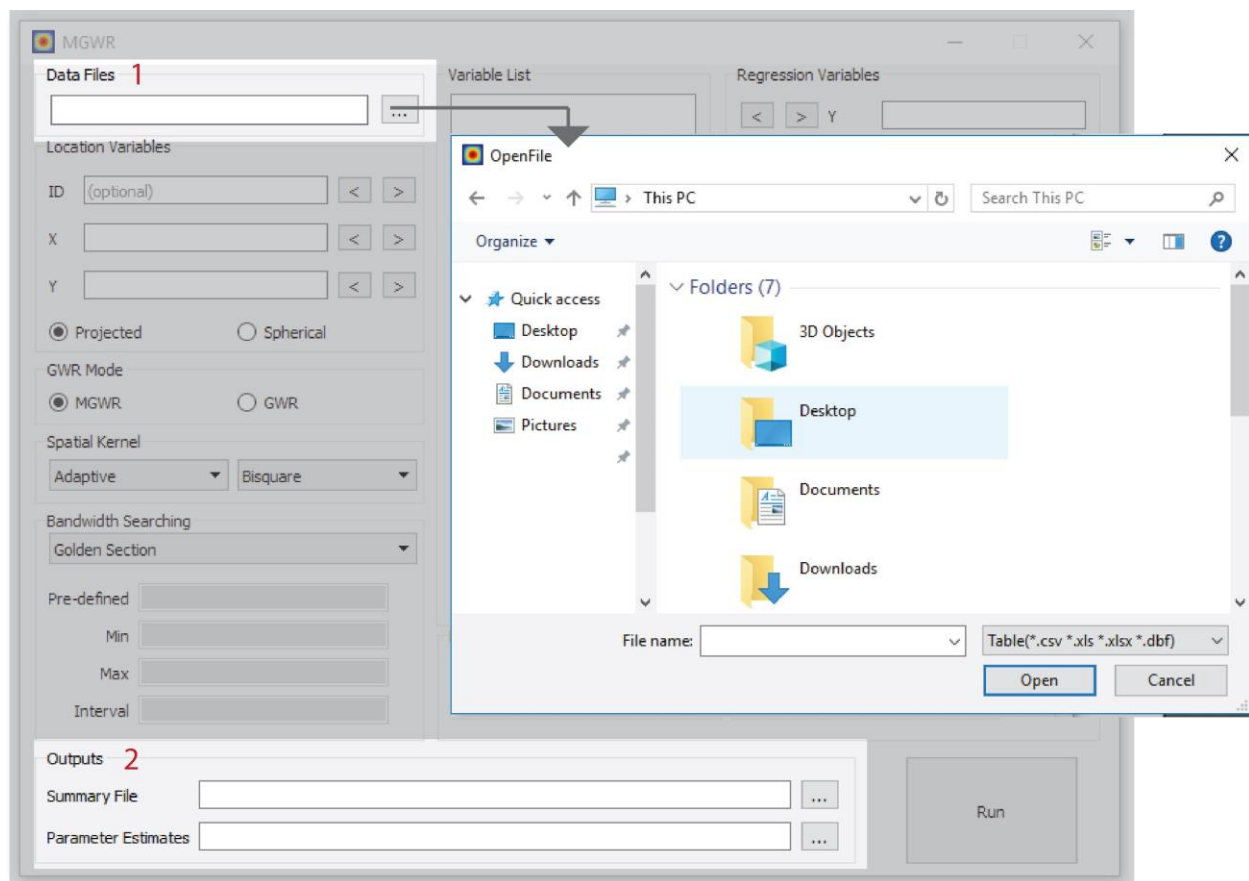 MGWR
Data Files 1
...
Variable List
Regression Variables
< > Y
Location Variables
ID (optional) < >
X < >
Y < >
Projected Spherical
GWR Mode
MGWR GWR
Spatial Kernel
Adaptive Bisquare
Bandwidth Searching
Golden Section
Pre-defined
Min
Max
Interval
OpenFile
This PC
Search This PC
Organize
Quick access
Desktop
Downloads
Documents
Pictures
Folders (7)
3D Objects
Desktop
Documents
Downloads
File name:
Table(*.csv *.xls *.xlsx *.dbf)
Open Cancel
Outputs 2
Summary File ...
Parameter Estimates ...
Run